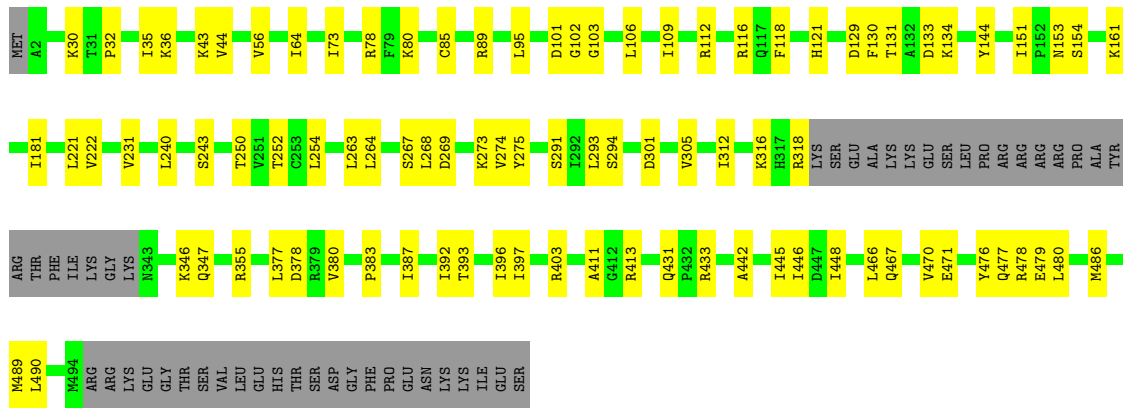 MET A2 K30 T31 P32 I35 K36 K43 V44 V56 I64 I73 R78 F79 K80 C85 R89 L95 D101 G102 G103 L106 I109 R112 R116 Q117 F118 H121 D129 F130 T131 A132 D133 K134 Y144 I151 P152 N153 S154 K161
I181 L221 V222 V231 L240 S243 T250 V251 T252 C253 L254 L263 L264 S267 L268 D269 K273 V274 Y275 S291 I292 L293 S294 D301 V305 I312 K316 H317 R318 LYS SER GLU ALA LYS LYS GLU SER LEU PRO ARG ARG ARG ARG PRO ALA TYR
ARG THR PHE ILE LYS GLY LYS N343 K346 Q347 R355 L377 D378 R379 V380 P383 I387 I392 T393 I396 I397 R403 A411 G412 R413 Q431 P432 R433 A442 I445 I446 D447 I448 L466 Q467 V470 E471 Y476 Q477 R478 E479 L480 M486
M489 L490 M494 ARG ARG LYS GLU GLY THR SER VAL LEU GLU HIS THR SER ASP GLY PHE PRO GLU ASN LYS LYS ILE GLU SER